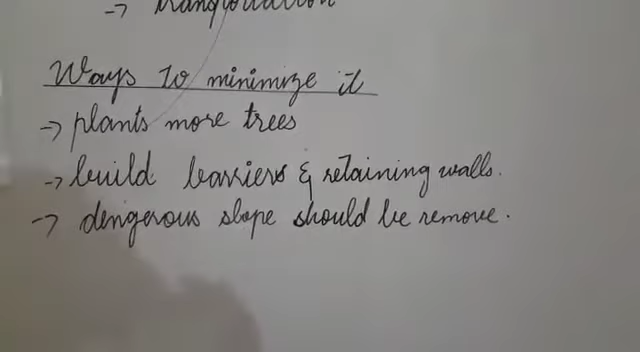 ->
Ways to minimize it
-> plants more trees
-> build barriers & retaining walls.
-> dengerous slope should be remove.